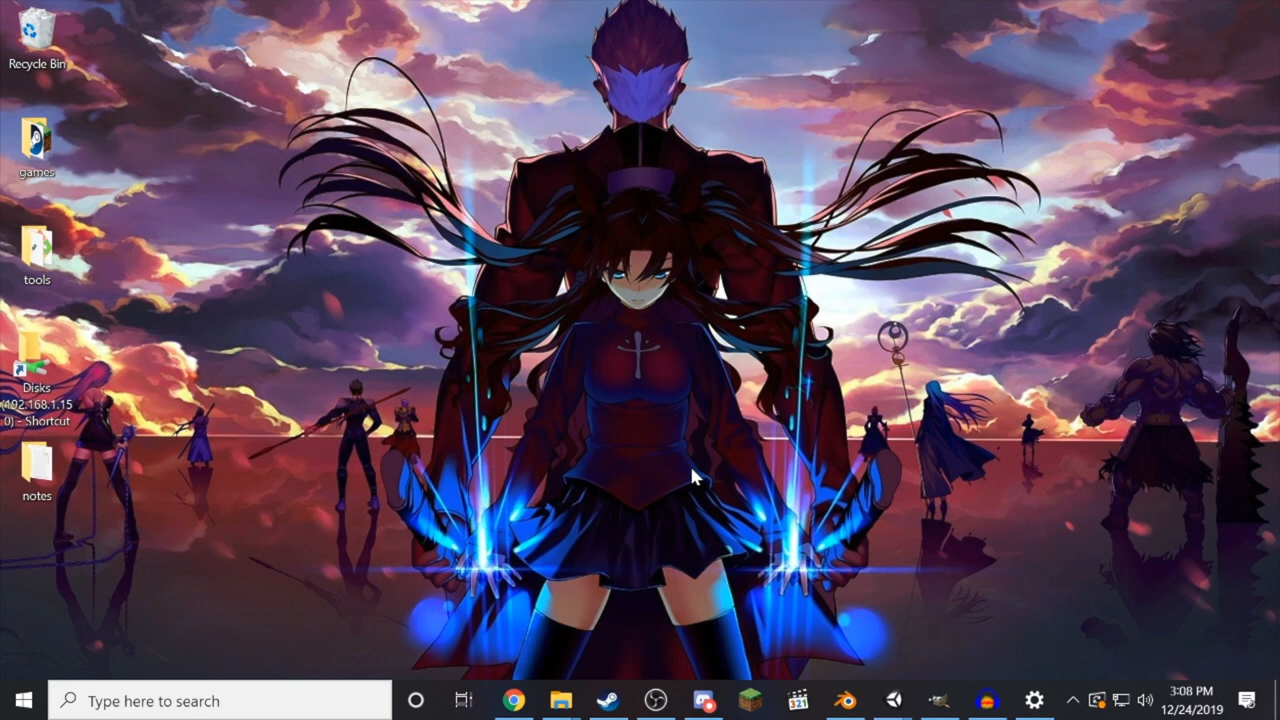 Recycle Bin
games
tools
Disks
(192.168.1.15
0) - Shortcut
notes
Type here to search
321
3:08 PM
12/24/2019